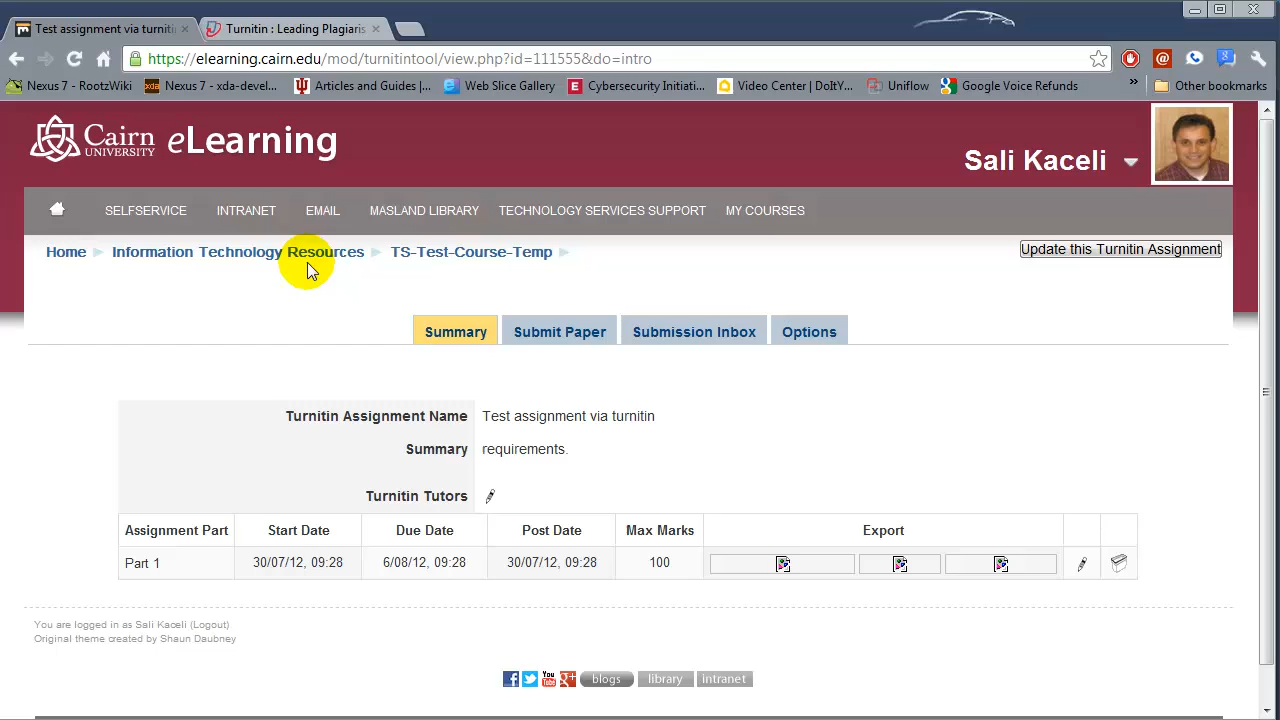 Test assignment via turniti
Turnitin : Leading Plagiaris
https://elearning.cairn.edu/mod/turnitintool/view.php?id=111555&do=intro
Nexus 7 - RootzWiki
Nexus 7 - xda-devel...
Articles and Guides |...
Web Slice Gallery
Cybersecurity Initiati...
Video Center | DoItY...
Uniflow
Google Voice Refunds
»
Other bookmarks
Cairn UNIVERSITY eLearning
Sali Kaceli
SELFSERVICE INTRANET EMAIL MASLAND LIBRARY TECHNOLOGY SERVICES SUPPORT MY COURSES
Home Information Technology Resources TS-Test-Course-Temp
Update this Turnitin Assignment
Summary Submit Paper Submission Inbox Options
Turnitin Assignment Name Test assignment via turnitin
Summary requirements.
Turnitin Tutors
Assignment Part Start Date Due Date Post Date Max Marks Export
Part 1 30/07/12, 09:28 6/08/12, 09:28 30/07/12, 09:28 100
You are logged in as Sali Kaceli (Logout)
Original theme created by Shaun Daubney
You Tube blogs library intranet